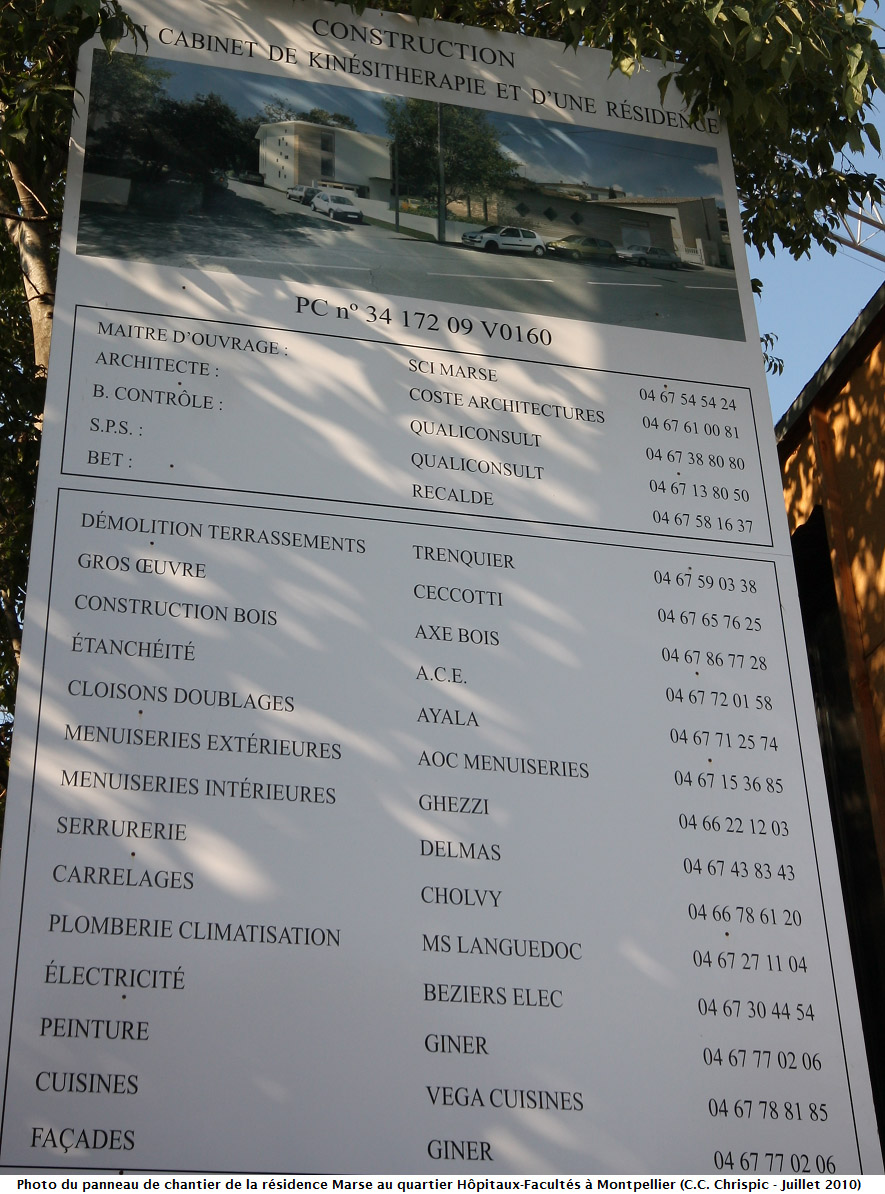 CONSTRUCTION
UN CABINET DE KINÉSITHERAPIE ET D'UNE RÉSIDENCE
PC nº 34 172 09 V0160
MAITRE D'OUVRAGE : SCI MARSE 04 67 54 54 24
ARCHITECTE : COSTE ARCHITECTURES 04 67 61 00 81
B. CONTRÔLE : QUALICONSULT 04 67 38 80 80
S.P.S. : QUALICONSULT 04 67 13 80 50
BET : RECALDE 04 67 58 16 37
DÉMOLITION TERRASSEMENTS TRENQUIER 04 67 59 03 38
GROS ŒUVRE CECCOTTI 04 67 65 76 25
CONSTRUCTION BOIS AXE BOIS 04 67 86 77 28
ÉTANCHÉITÉ A.C.E. 04 67 72 01 58
CLOISONS DOUBLAGES AYALA 04 67 71 25 74
MENUISERIES EXTÉRIEURES AOC MENUISERIES 04 67 15 36 85
MENUISERIES INTÉRIEURES GHEZZI 04 66 22 12 03
SERRURERIE DELMAS 04 67 43 83 43
CARRELAGES CHOLVY 04 66 78 61 20
PLOMBERIE CLIMATISATION MS LANGUEDOC 04 67 27 11 04
ÉLECTRICITÉ BEZIERS ELEC 04 67 30 44 54
PEINTURE GINER 04 67 77 02 06
CUISINES VEGA CUISINES 04 67 78 81 85
FAÇADES GINER 04 67 77 02 06
Photo du panneau de chantier de la résidence Marse au quartier Hôpitaux-Facultés à Montpellier (C.C. Chrispic - Juillet 2010)